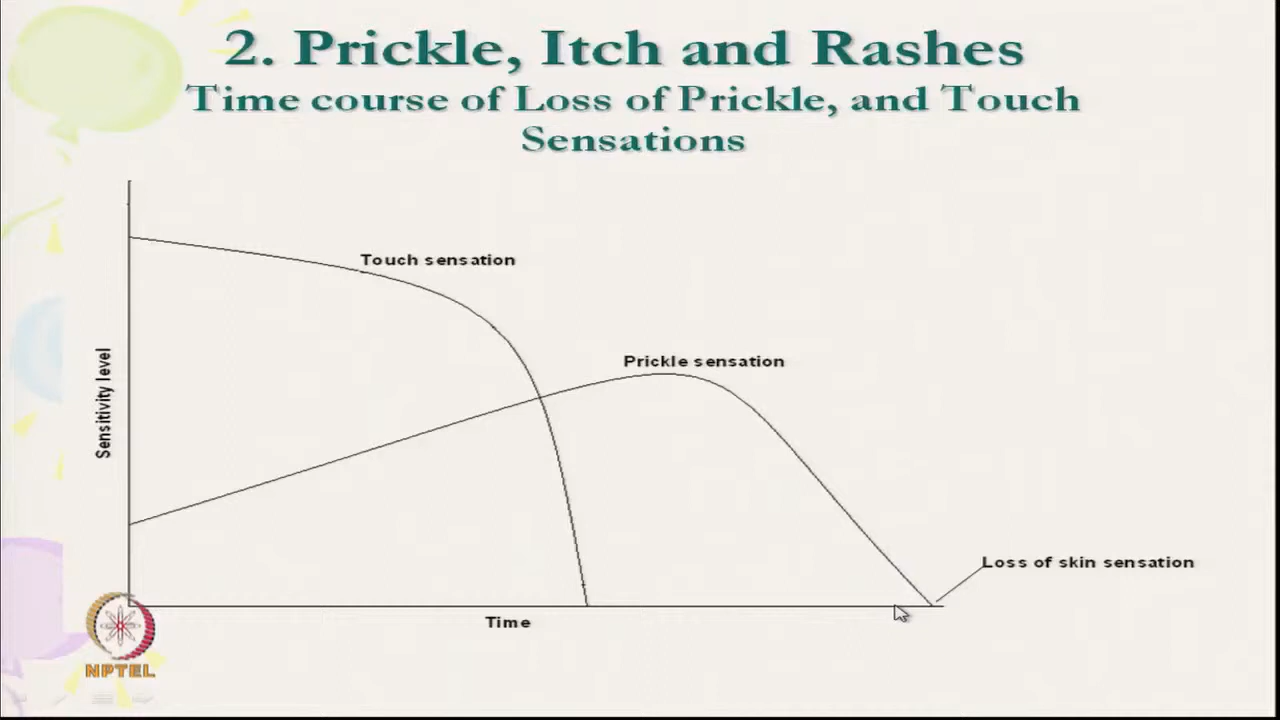 2. Prickle, Itch and Rashes
Time course of Loss of Prickle, and Touch
Sensations
Touch sensation
Prickle sensation
Sensitivity level
Loss of skin sensation
Time
NPTEL